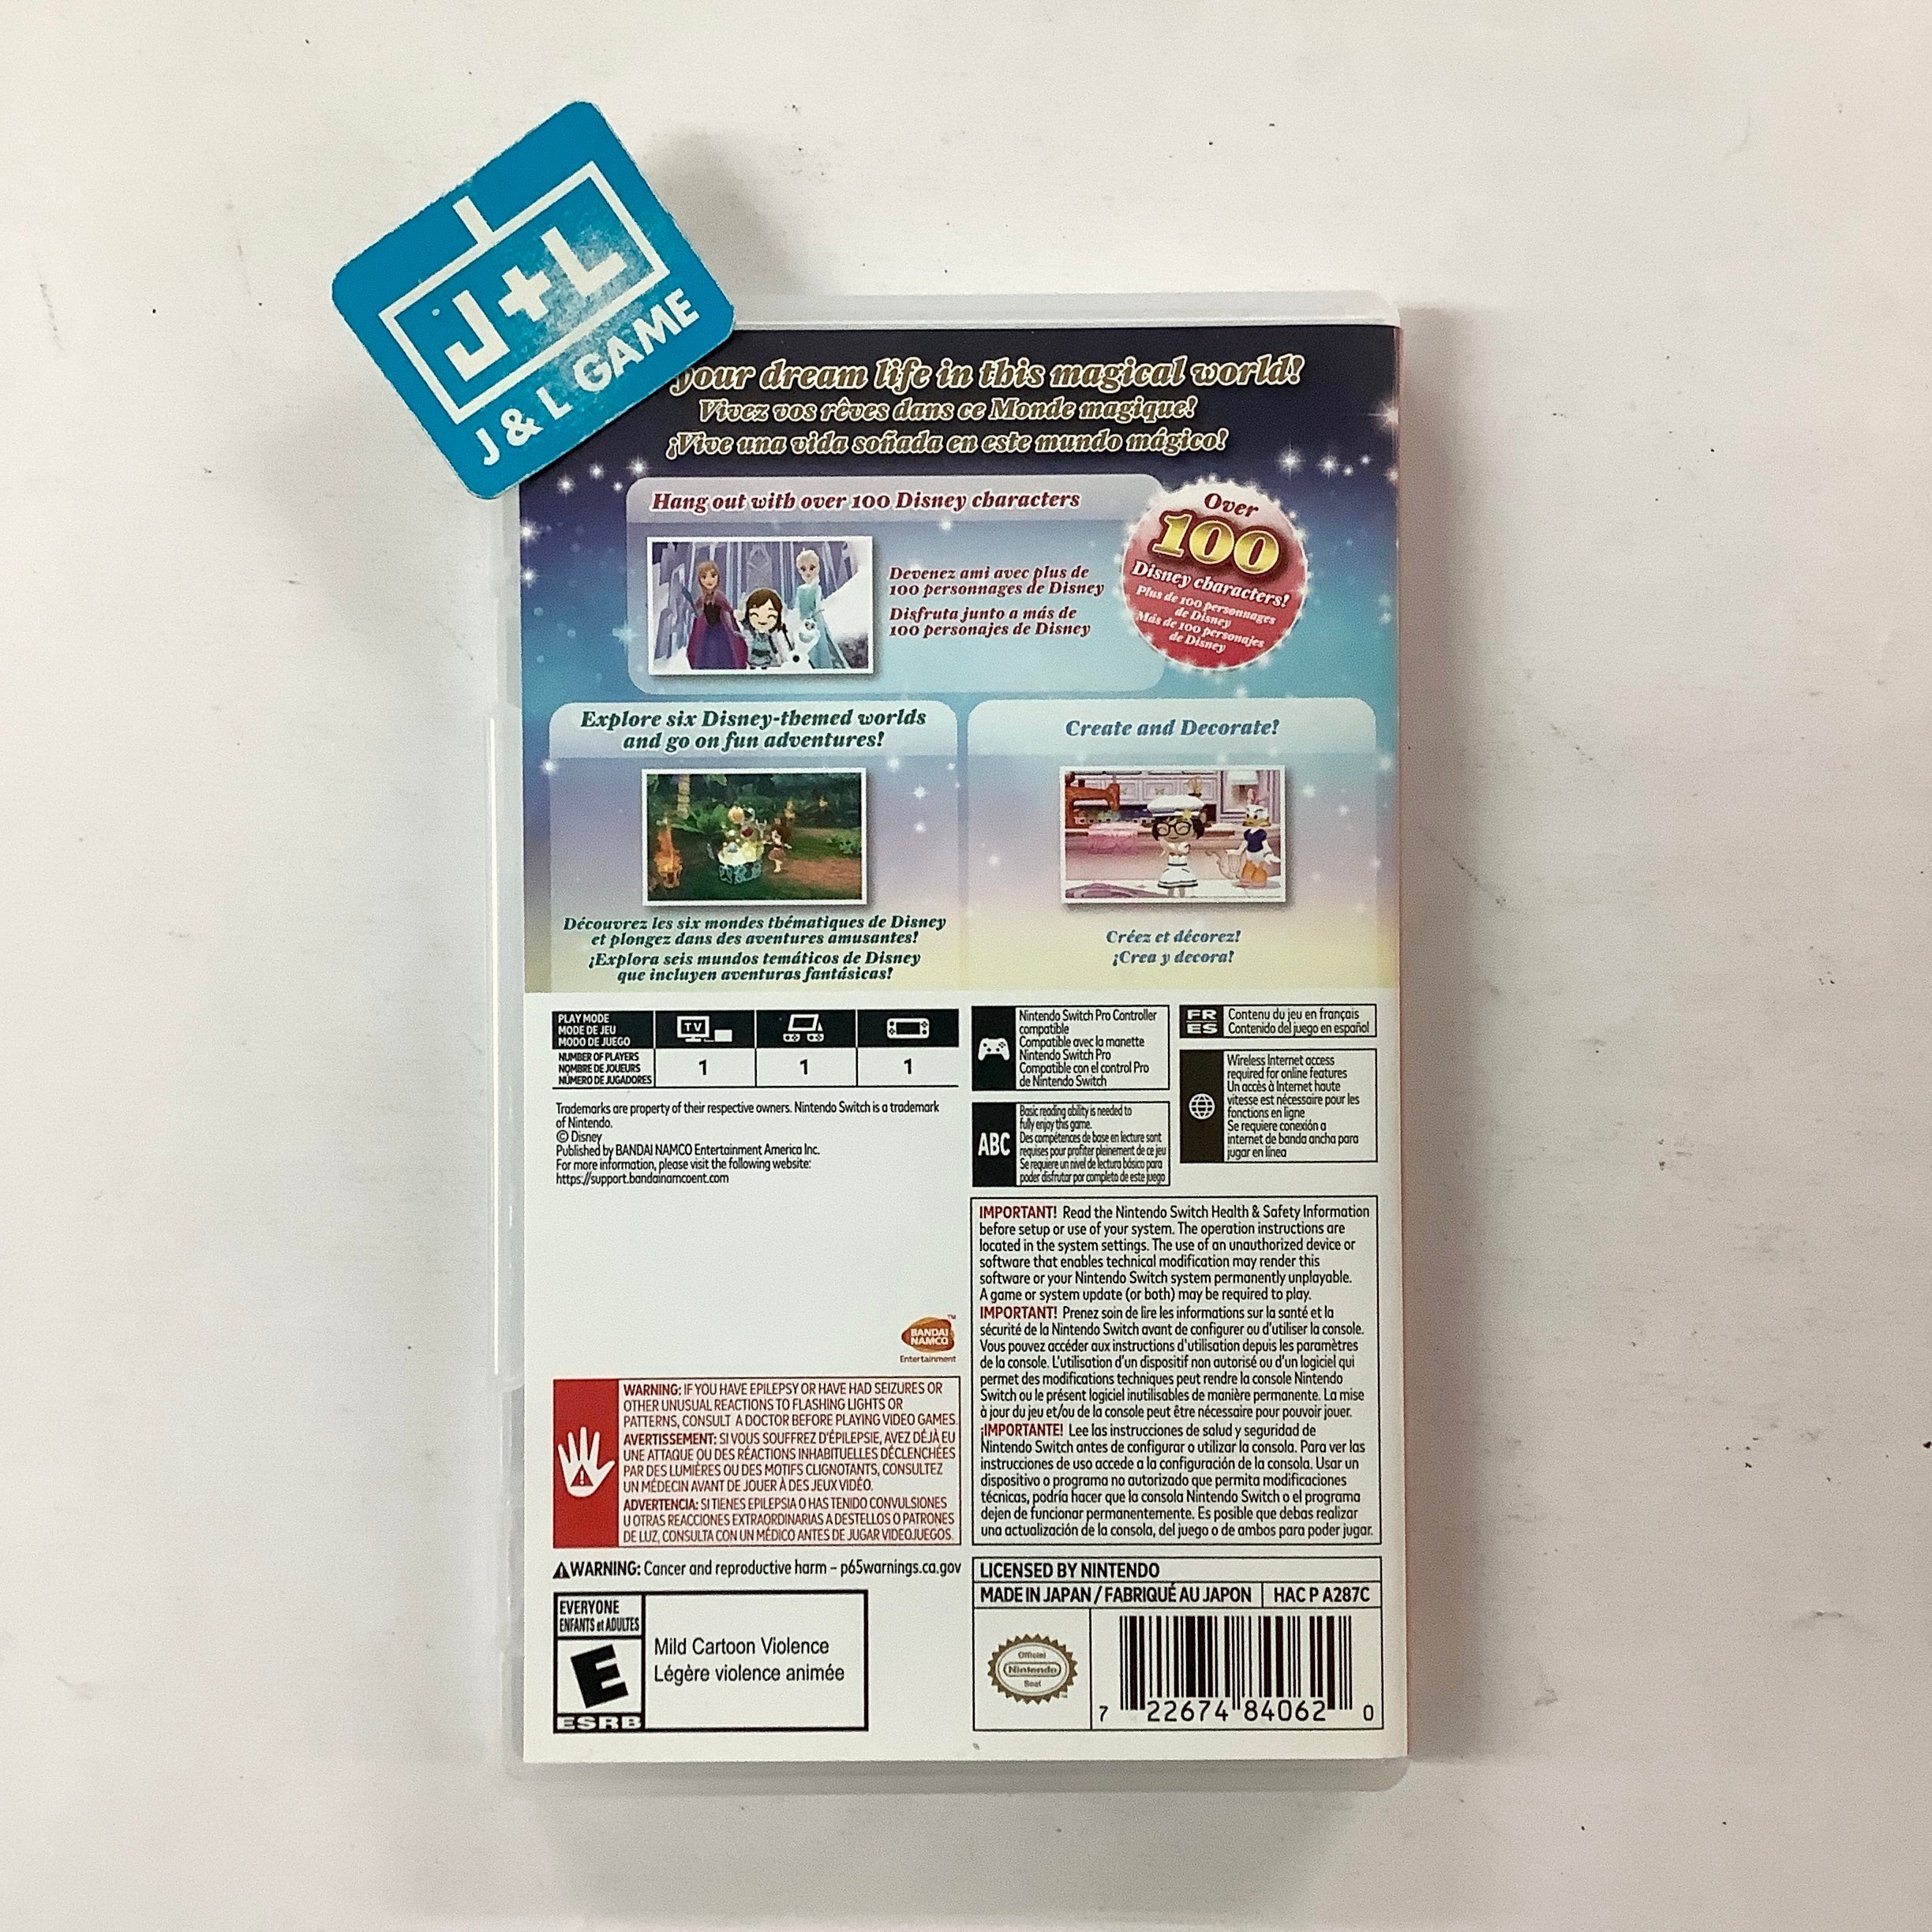 J+L
J & L GAME
your dream life in this magical world!
Vivez vos rêves dans ce Monde magique!
¡Vive una vida soñada en este mundo mágico!
Hang out with over 100 Disney characters
Devenez ami avec plus de
100 personnages de Disney
Disfruta junto a más de
100 personajes de Disney
Over
100
Disney characters!
Plus de 100 personnages
de Disney
Más de 100 personajes
de Disney
Explore six Disney-themed worlds
and go on fun adventures!
Découvrez les six mondes thématiques de Disney
et plongez dans des aventures amusantes!
¡Explora seis mundos temáticos de Disney
que incluyen aventuras fantásicas!
Create and Decorate!
Créez et décorez!
¡Crea y decora!
PLAY MODE
MODE DE JEU
MODO DE JUEGO
TV
NUMBER OF PLAYERS
NOMBRE DE JOUEURS
NÚMERO DE JUGADORES
1 1 1
Trademarks are property of their respective owners. Nintendo Switch is a trademark
of Nintendo.
© Disney
Published by BANDAI NAMCO Entertainment America Inc.
For more information, please visit the following website:
https://support.bandainamcoent.com
BANDAI
NAMCO
™
Entertainment
Nintendo Switch Pro Controller
compatible
Compatible avec la manette
Nintendo Switch Pro
Compatible con el control Pro
de Nintendo Switch
ABC
Basic reading ability is needed to
fully enjoy this game.
Des compétences de base en lecture sont
requises pour profiter pleinement de ce jeu
Se requiere un nivel de lectura básico para
poder disfrutar por completo de este juego
FR
ES
Contenu du jeu en français
Contenido del juego en español
Wireless Internet access
required for online features
Un accès à Internet haute
vitesse est nécessaire pour les
fonctions en ligne
Se requiere conexión a
internet de banda ancha para
jugar en línea
IMPORTANT! Read the Nintendo Switch Health & Safety Information
before setup or use of your system. The operation instructions are
located in the system settings. The use of an unauthorized device or
software that enables technical modification may render this
software or your Nintendo Switch system permanently unplayable.
A game or system update (or both) may be required to play.
IMPORTANT! Prenez soin de lire les informations sur la santé et la
sécurité de la Nintendo Switch avant de configurer ou d'utiliser la console.
Vous pouvez accéder aux instructions d'utilisation depuis les paramètres
de la console. L'utilisation d'un dispositif non autorisé ou d'un logiciel qui
permet des modifications techniques peut rendre la console Nintendo
Switch ou le présent logiciel inutilisables de manière permanente. La mise
à jour du jeu et/ou de la console peut être nécessaire pour pouvoir jouer.
¡IMPORTANTE! Lee las instrucciones de salud y seguridad de
Nintendo Switch antes de configurar o utilizar la consola. Para ver las
instrucciones de uso accede a la configuración de la consola. Usar un
dispositivo o programa no autorizado que permita modificaciones
técnicas, podría hacer que la consola Nintendo Switch o el programa
dejen de funcionar permanentemente. Es posible que debas realizar
una actualización de la consola, del juego o de ambos para poder jugar.
WARNING: IF YOU HAVE EPILEPSY OR HAVE HAD SEIZURES OR
OTHER UNUSUAL REACTIONS TO FLASHING LIGHTS OR
PATTERNS, CONSULT A DOCTOR BEFORE PLAYING VIDEO GAMES.
AVERTISSEMENT: SI VOUS SOUFFREZ D'ÉPILEPSIE, AVEZ DÉJÀ EU
UNE ATTAQUE OU DES RÉACTIONS INHABITUELLES DÉCLENCHÉES
PAR DES LUMIÈRES OU DES MOTIFS CLIGNOTANTS, CONSULTEZ
UN MÉDECIN AVANT DE JOUER À DES JEUX VIDÉO.
ADVERTENCIA: SI TIENES EPILEPSIA O HAS TENIDO CONVULSIONES
U OTRAS REACCIONES EXTRAORDINARIAS A DESTELLOS O PATRONES
DE LUZ, CONSULTA CON UN MÉDICO ANTES DE JUGAR VIDEOJUEGOS.
WARNING: Cancer and reproductive harm – p65warnings.ca.gov
EVERYONE
ENFANTS et ADULTES
E
ESRB
Mild Cartoon Violence
Légère violence animée
LICENSED BY NINTENDO
MADE IN JAPAN / FABRIQUÉ AU JAPON HAC P A287C
Official
Nintendo
Seal
7 22674 84062 0